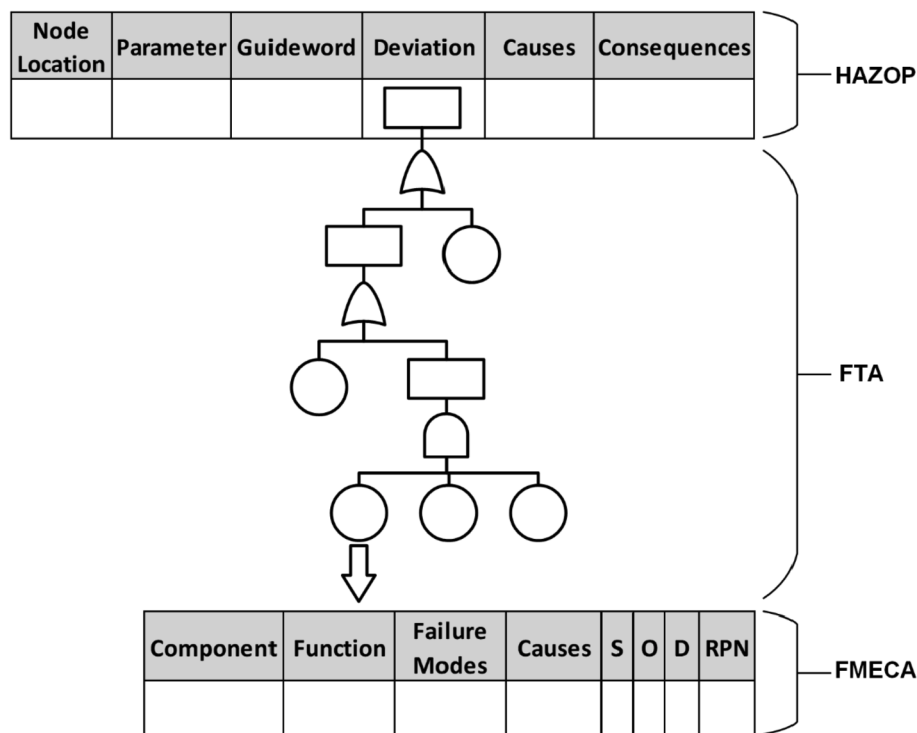 Node Location
Parameter
Guideword
Deviation
Causes
Consequences
HAZOP
FTA
Component
Function
Failure Modes
Causes
S
O
D
RPN
FMECA